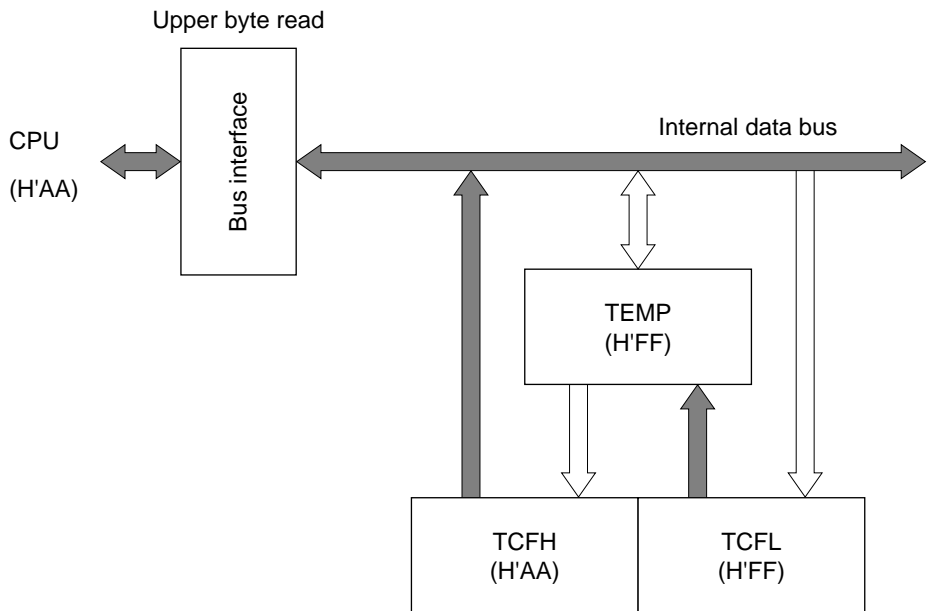 Upper byte read
CPU
(H'AA)
Bus interface
Internal data bus
TEMP
(H'FF)
TCFH
(H'AA)
TCFL
(H'FF)